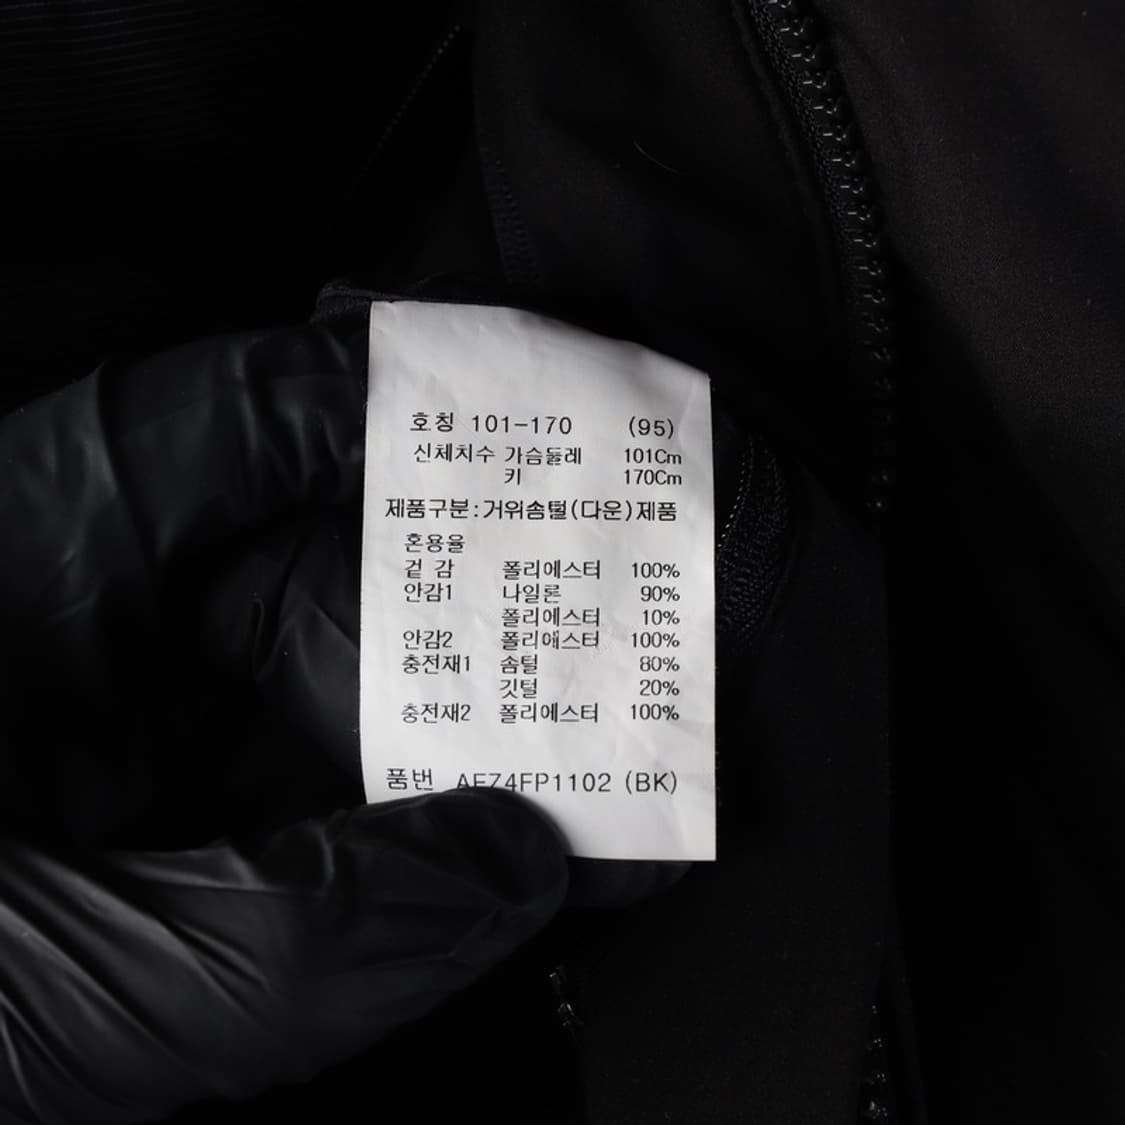 호칭 101-170 (95)
신체치수 가슴둘레 101Cm
키 170Cm
제품구분:거위솜털(다운)제품
혼용율
겉 감 폴리에스터 100%
안감1 나일론 90%
폴리에스터 10%
안감2 폴리에스터 100%
충전재1 솜털 80%
깃털 20%
충전재2 폴리에스터 100%
품번 (BK)